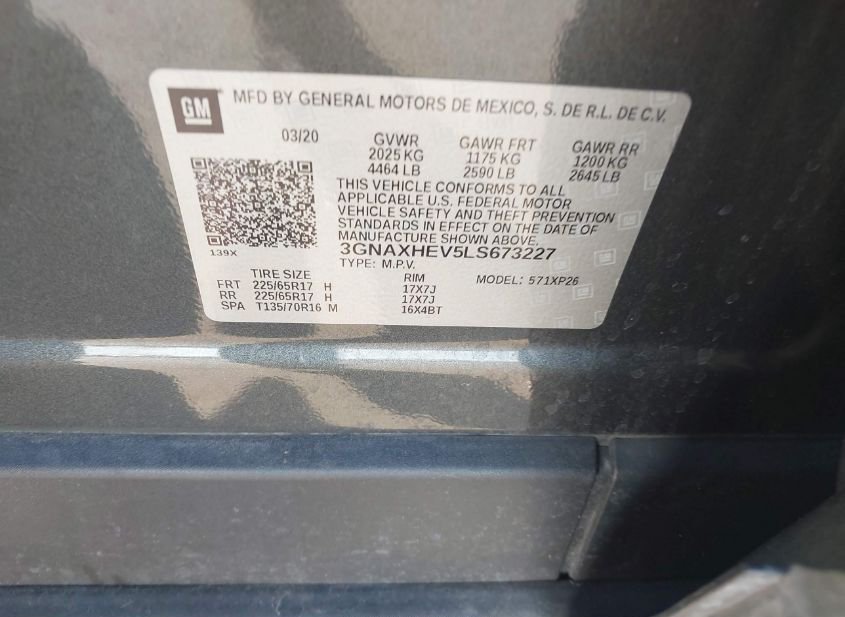 GM
MFD BY GENERAL MOTORS DE MEXICO, S. DE R.L. DE C.V.
03/20 GVWR GAWR FRT GAWR RR
2025 KG 1175 KG 1200 KG
4464 LB 2590 LB 2645 LB
THIS VEHICLE CONFORMS TO ALL
APPLICABLE U.S. FEDERAL MOTOR
VEHICLE SAFETY AND THEFT PREVENTION
STANDARDS IN EFFECT ON THE DATE OF
MANUFACTURE SHOWN ABOVE.
139X
3GNAXHEV5LS673227
TYPE: M.P.V.
TIRE SIZE RIM MODEL: 571XP26
FRT 225/65R17 H 17X7J
RR 225/65R17 H 17X7J
SPA T135/70R16 M 16X4BT